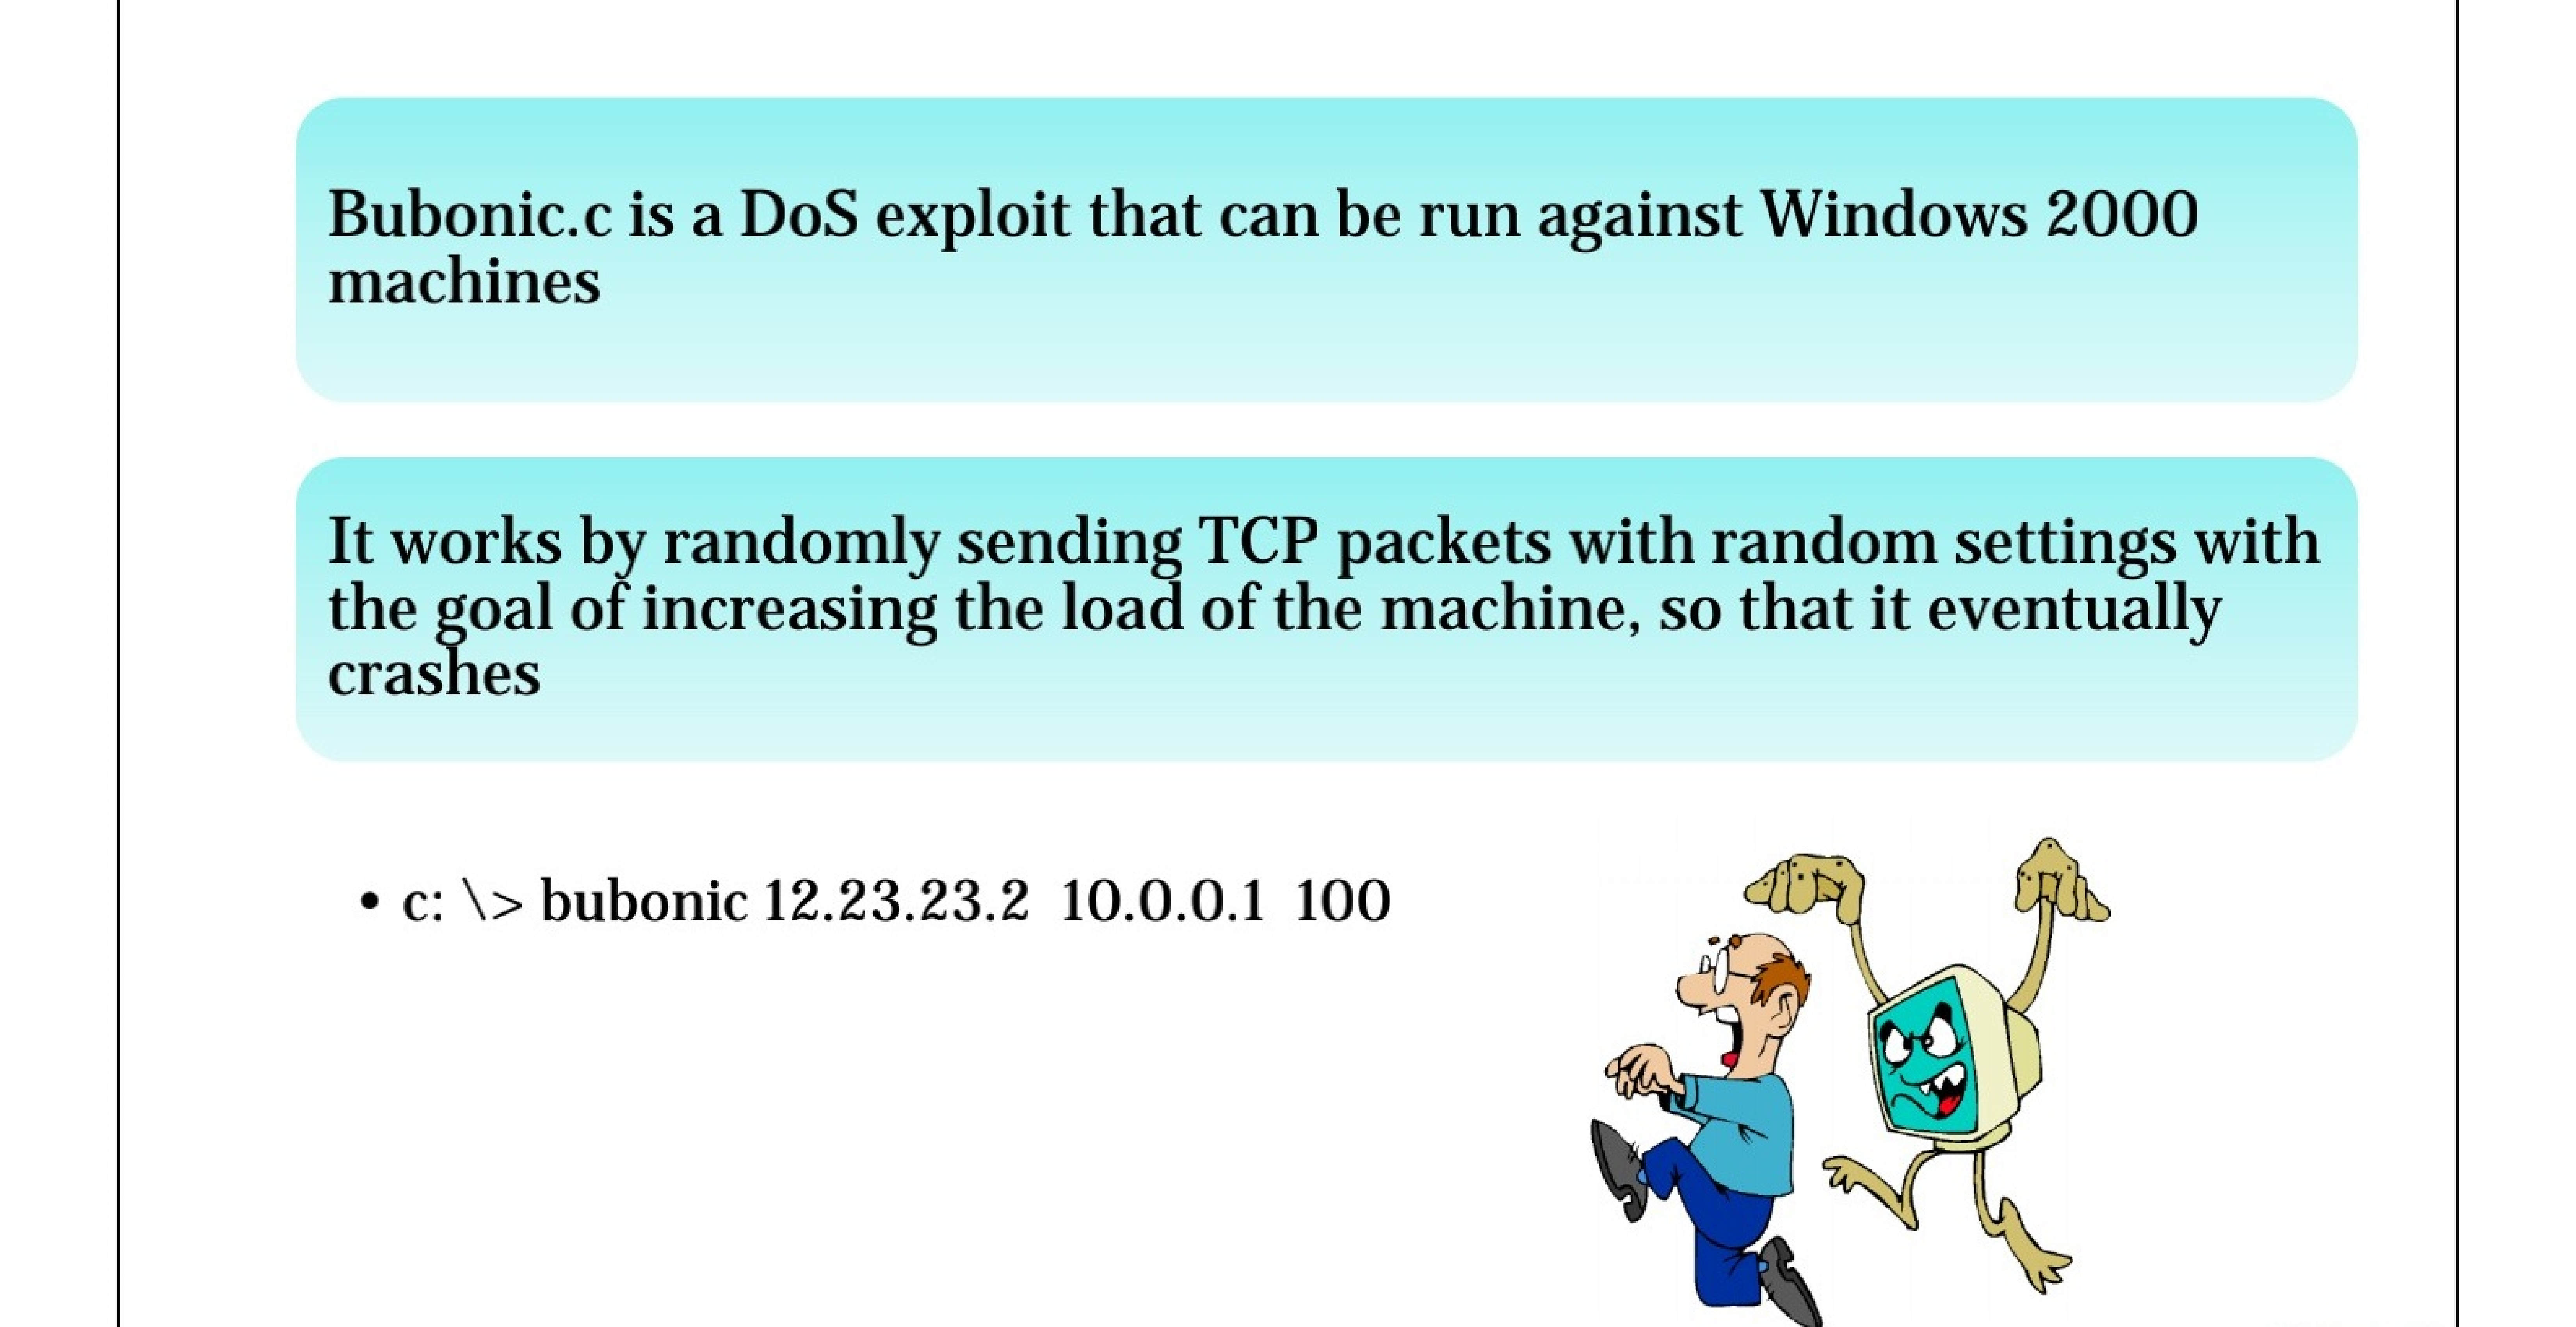 Bubonic.c is a DoS exploit that can be run against Windows 2000
machines
It works by randomly sending TCP packets with random settings with
the goal of increasing the load of the machine, so that it eventually
crashes
• c: \> bubonic 12.23.23.2 10.0.0.1 100